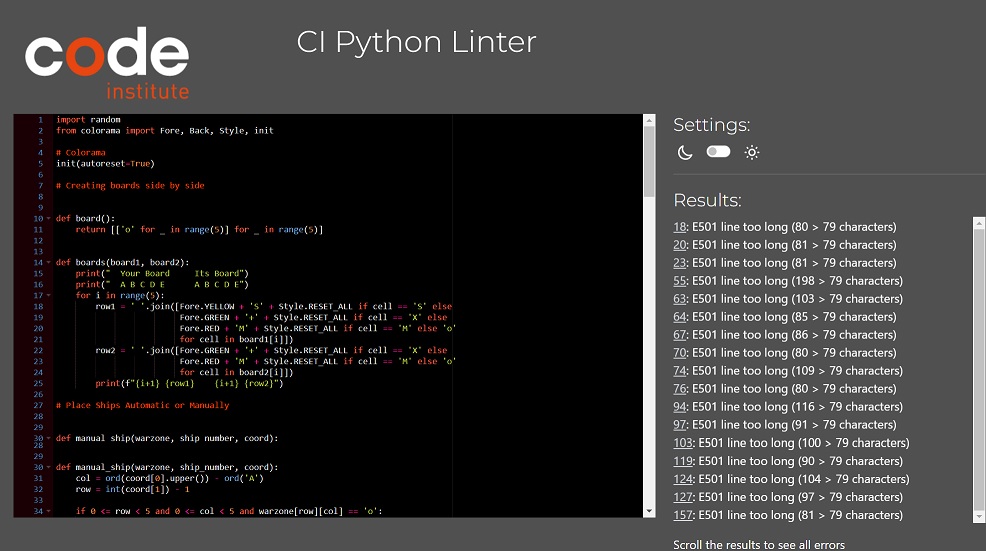 code
institute
CI Python Linter
1 import random
2 from colorama import Fore, Back, Style, init
3
4 # Colorama
5 init(autoreset=True)
6
7 # Creating boards side by side
8
9
10 def board():
11 return [['o' for _ in range(5)] for _ in range(5)]
12
13
14 def boards(board1, board2):
15 print("  Your Board     Its Board")
16 print("  A B C D E      A B C D E")
17 for i in range(5):
18 row1 = ' '.join([Fore.YELLOW + 'S' + Style.RESET_ALL if cell == 'S' else
19 Fore.GREEN + '+' + Style.RESET_ALL if cell == 'X' else
20 Fore.RED + 'M' + Style.RESET_ALL if cell == 'M' else 'o'
21 for cell in board1[i]])
22 row2 = ' '.join([Fore.GREEN + '+' + Style.RESET_ALL if cell == 'X' else
23 Fore.RED + 'M' + Style.RESET_ALL if cell == 'M' else 'o'
24 for cell in board2[i]])
25 print(f"{i+1} {row1}    {i+1} {row2}")
26
27 # Place Ships Automatic or Manually
28
29
30 def manual ship(warzone, ship number, coord):
28
29
30 def manual_ship(warzone, ship_number, coord):
31 col = ord(coord[0].upper()) - ord('A')
32 row = int(coord[1]) - 1
33
34 if 0 <= row < 5 and 0 <= col < 5 and warzone[row][col] == 'o':
Settings:
Results:
18: E501 line too long (80 > 79 characters)
20: E501 line too long (81 > 79 characters)
23: E501 line too long (81 > 79 characters)
55: E501 line too long (198 > 79 characters)
63: E501 line too long (103 > 79 characters)
64: E501 line too long (85 > 79 characters)
67: E501 line too long (86 > 79 characters)
70: E501 line too long (80 > 79 characters)
74: E501 line too long (109 > 79 characters)
76: E501 line too long (80 > 79 characters)
94: E501 line too long (116 > 79 characters)
97: E501 line too long (91 > 79 characters)
103: E501 line too long (100 > 79 characters)
119: E501 line too long (90 > 79 characters)
124: E501 line too long (104 > 79 characters)
127: E501 line too long (97 > 79 characters)
157: E501 line too long (81 > 79 characters)
Scroll the results to see all errors